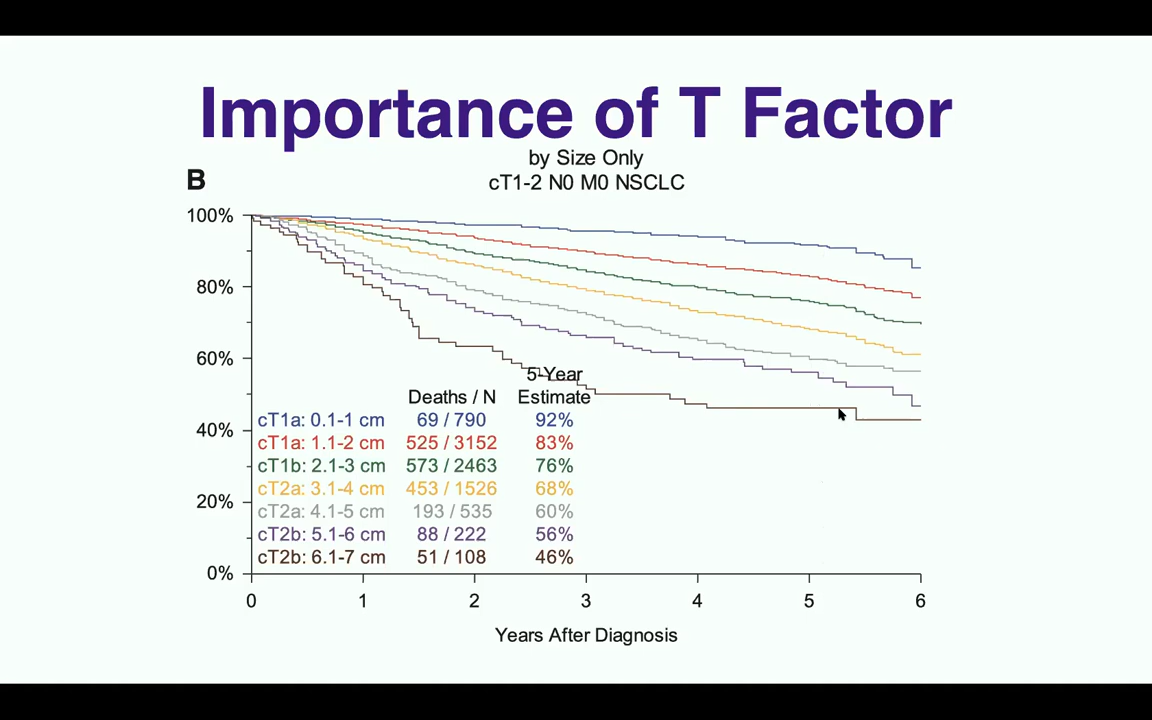 Importance of T Factor
by Size Only
B
cT1-2 N0 M0 NSCLC
100%
80%
60%
40%
20%
0%
5-Year
Deaths / N Estimate
cT1a: 0.1-1 cm 69 / 790 92%
cT1a: 1.1-2 cm 525 / 3152 83%
cT1b: 2.1-3 cm 573 / 2463 76%
cT2a: 3.1-4 cm 453 / 1526 68%
cT2a: 4.1-5 cm 193 / 535 60%
cT2b: 5.1-6 cm 88 / 222 56%
cT2b: 6.1-7 cm 51 / 108 46%
0 1 2 3 4 5 6
Years After Diagnosis